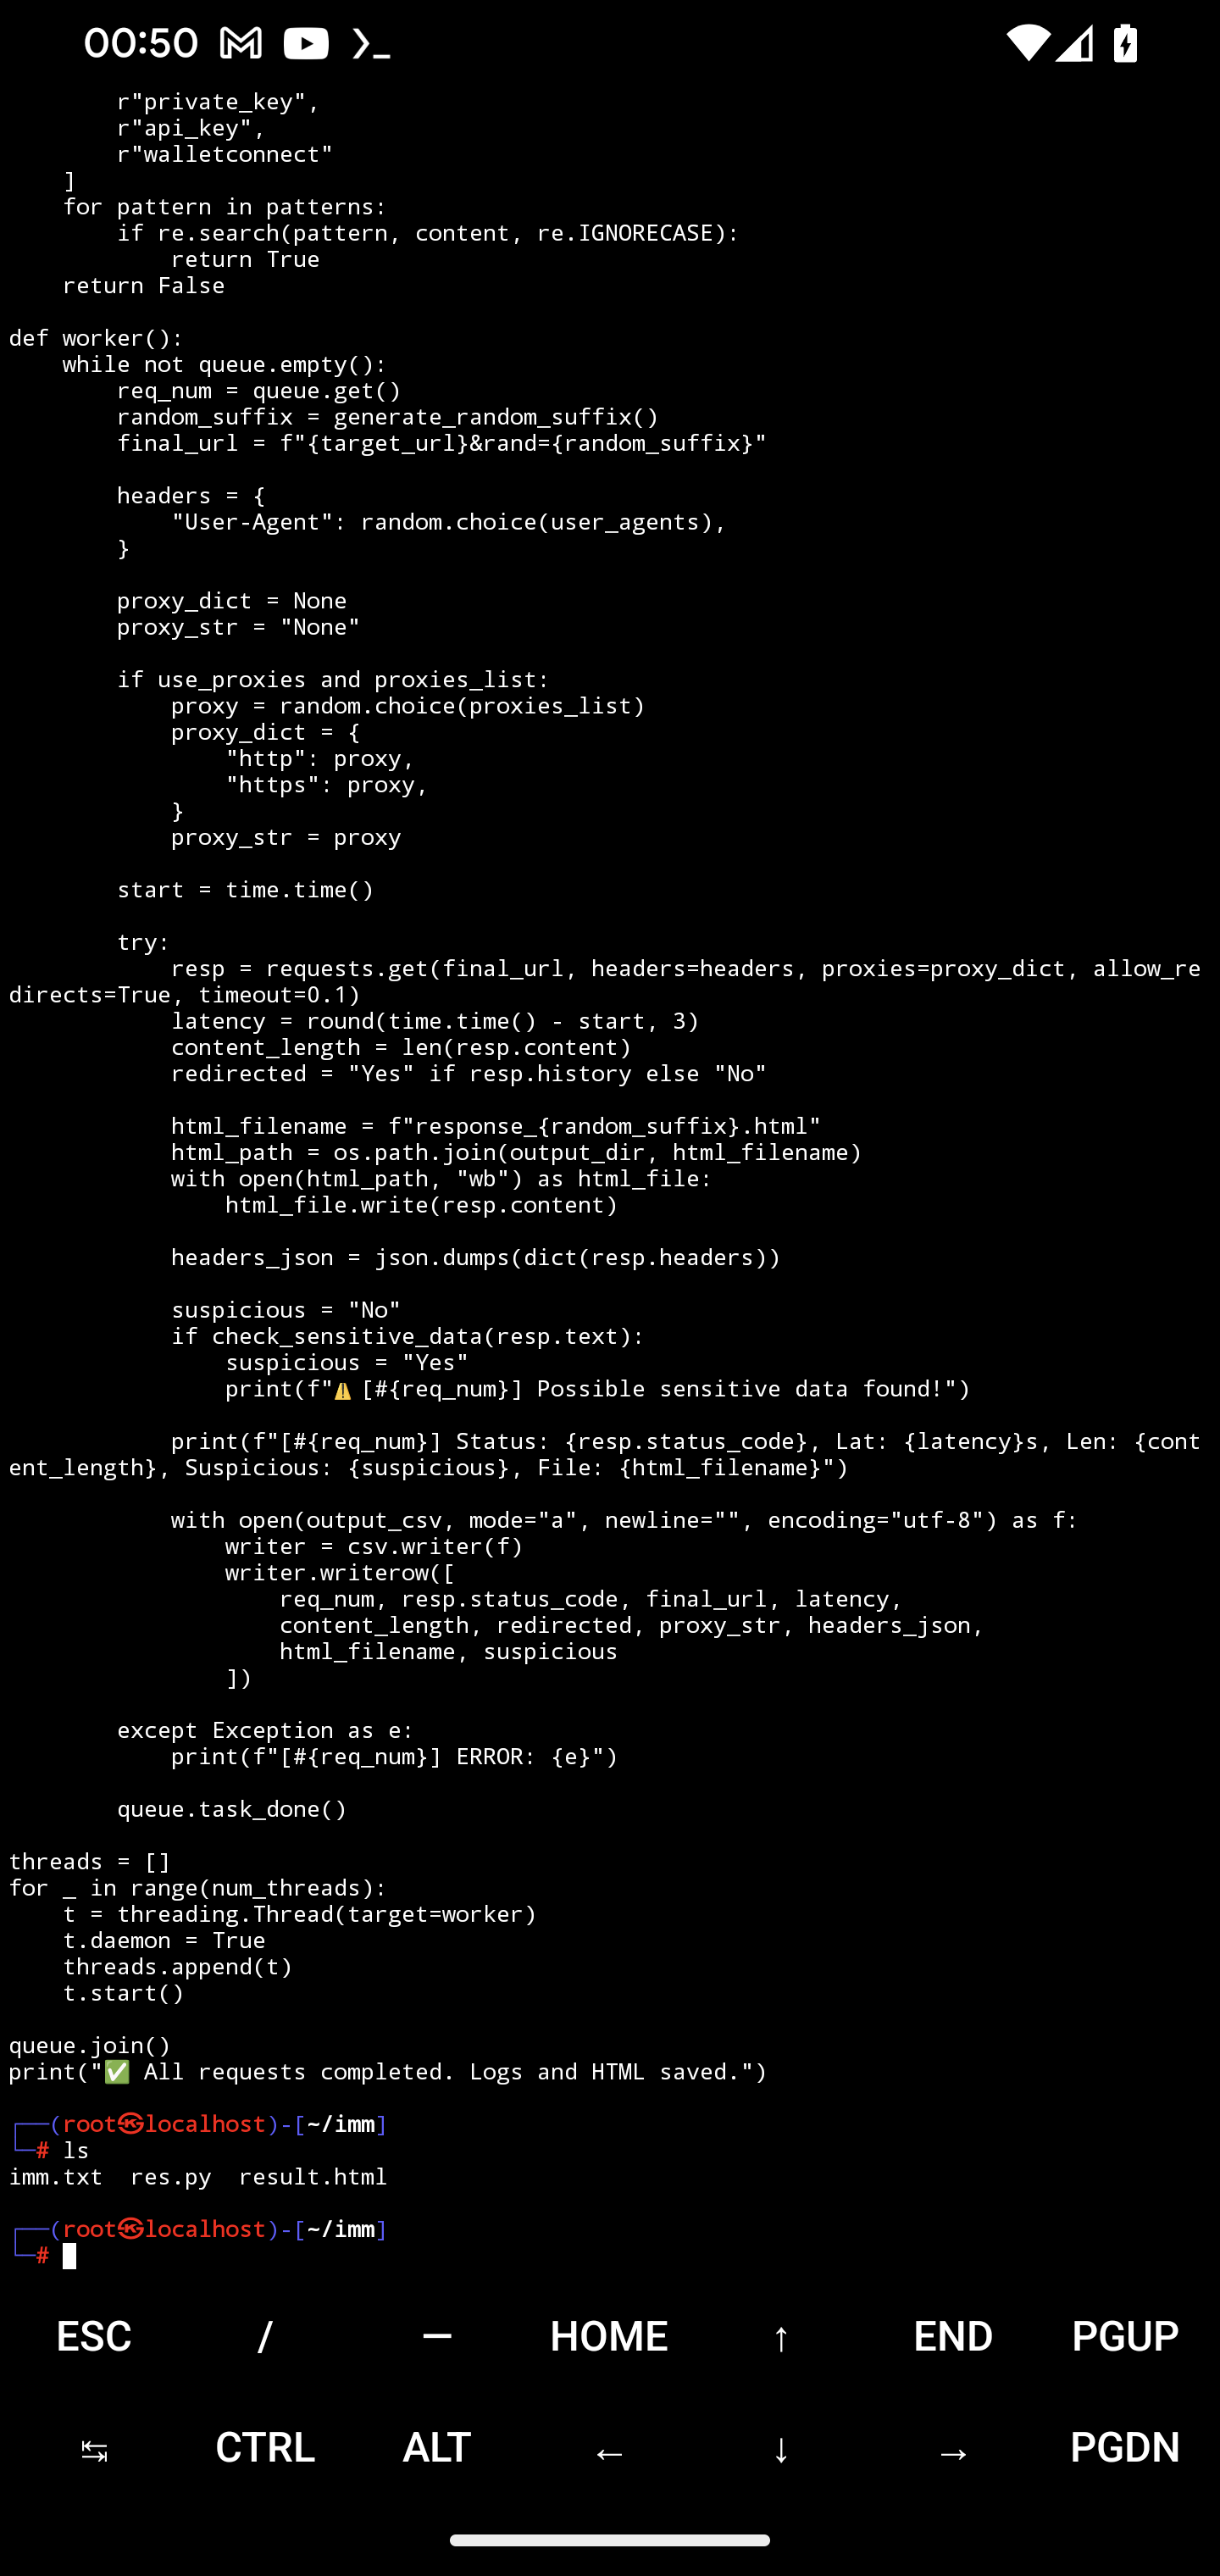 00:50
        r"private_key",
        r"api_key",
        r"walletconnect"
    ]
    for pattern in patterns:
        if re.search(pattern, content, re.IGNORECASE):
            return True
    return False

def worker():
    while not queue.empty():
        req_num = queue.get()
        random_suffix = generate_random_suffix()
        final_url = f"{target_url}&rand={random_suffix}"

        headers = {
            "User-Agent": random.choice(user_agents),
        }

        proxy_dict = None
        proxy_str = "None"

        if use_proxies and proxies_list:
            proxy = random.choice(proxies_list)
            proxy_dict = {
                "http": proxy,
                "https": proxy,
            }
            proxy_str = proxy

        start = time.time()

        try:
            resp = requests.get(final_url, headers=headers, proxies=proxy_dict, allow_re
directs=True, timeout=0.1)
            latency = round(time.time() - start, 3)
            content_length = len(resp.content)
            redirected = "Yes" if resp.history else "No"

            html_filename = f"response_{random_suffix}.html"
            html_path = os.path.join(output_dir, html_filename)
            with open(html_path, "wb") as html_file:
                html_file.write(resp.content)

            headers_json = json.dumps(dict(resp.headers))

            suspicious = "No"
            if check_sensitive_data(resp.text):
                suspicious = "Yes"
                print(f"⚠️ [#{req_num}] Possible sensitive data found!")

            print(f"[#{req_num}] Status: {resp.status_code}, Lat: {latency}s, Len: {cont
ent_length}, Suspicious: {suspicious}, File: {html_filename}")

            with open(output_csv, mode="a", newline="", encoding="utf-8") as f:
                writer = csv.writer(f)
                writer.writerow([
                    req_num, resp.status_code, final_url, latency,
                    content_length, redirected, proxy_str, headers_json,
                    html_filename, suspicious
                ])

        except Exception as e:
            print(f"[#{req_num}] ERROR: {e}")

        queue.task_done()

threads = []
for _ in range(num_threads):
    t = threading.Thread(target=worker)
    t.daemon = True
    threads.append(t)
    t.start()

queue.join()
print("✅ All requests completed. Logs and HTML saved.")

┌──(root㉿localhost)-[~/imm]
└─# ls
imm.txt  res.py  result.html

┌──(root㉿localhost)-[~/imm]
└─#
ESC / — HOME ↑ END PGUP
↹ CTRL ALT ← ↓ → PGDN